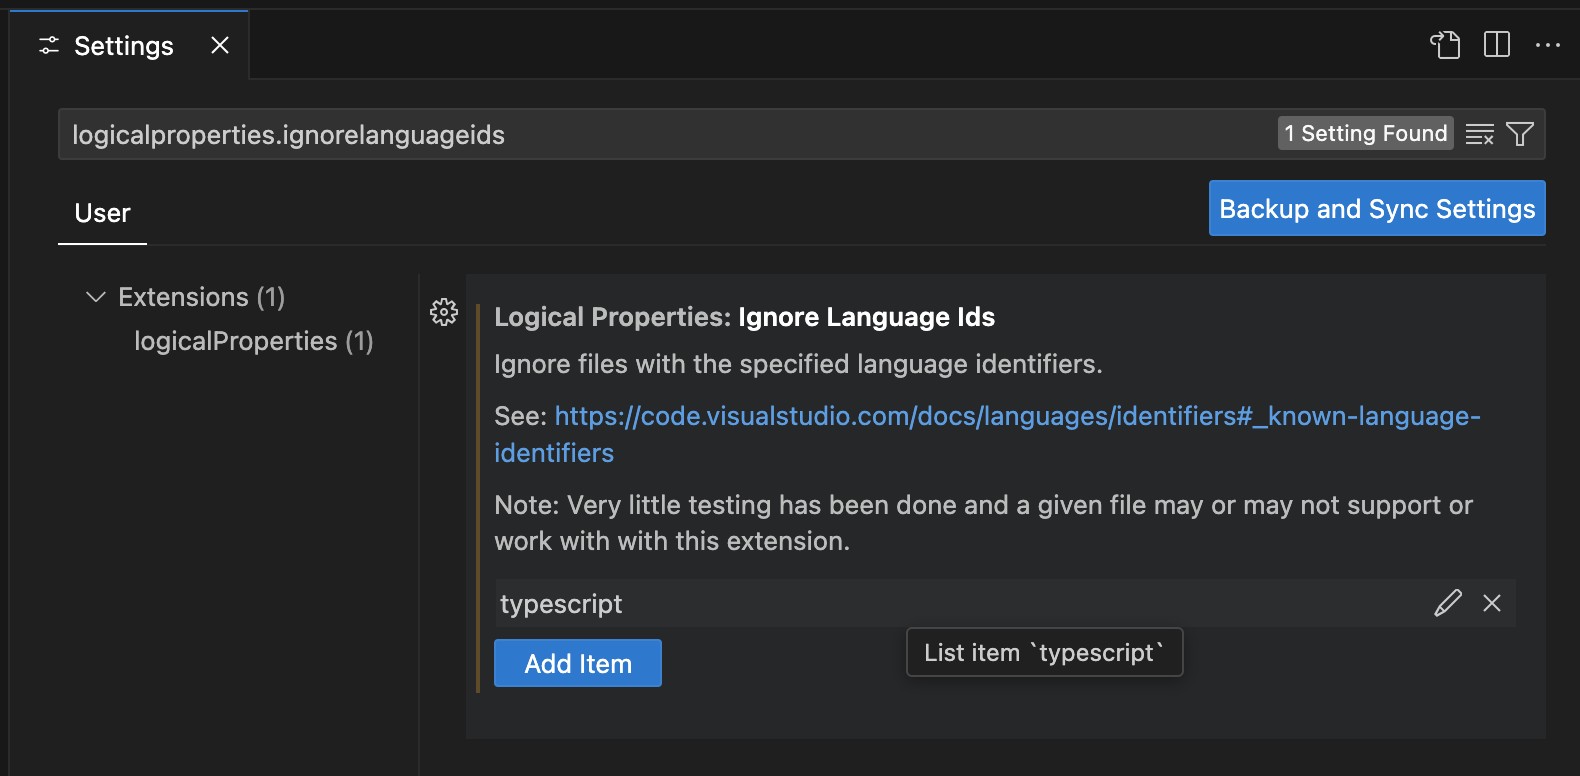 Settings
logicalproperties.ignorelanguageids
1 Setting Found
User
Backup and Sync Settings
Extensions (1)
logicalProperties (1)
Logical Properties: Ignore Language Ids
Ignore files with the specified language identifiers.
See: https://code.visualstudio.com/docs/languages/identifiers#_known-language-
identifiers
Note: Very little testing has been done and a given file may or may not support or
work with with this extension.
typescript
List item `typescript`
Add Item